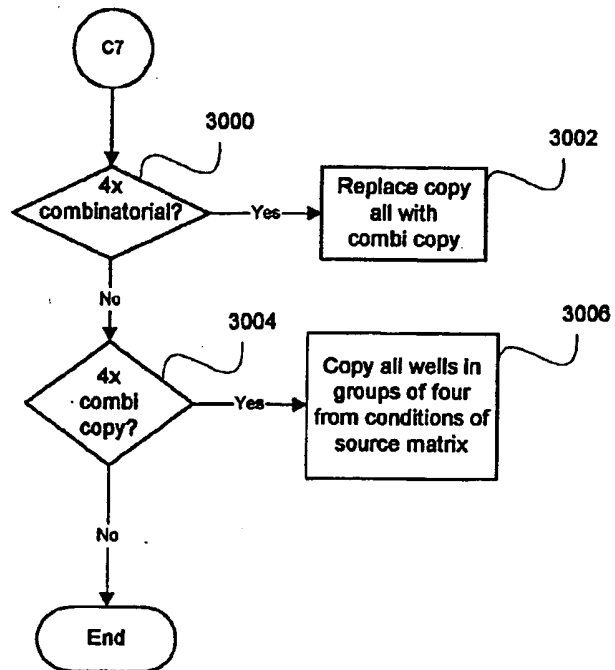 C7
3000
4x
combinatorial?
Yes
Replace copy
all with
combi copy
3002
No
3004
4x
combi
copy?
Yes
Copy all wells in
groups of four
from conditions of
source matrix
3006
No
End